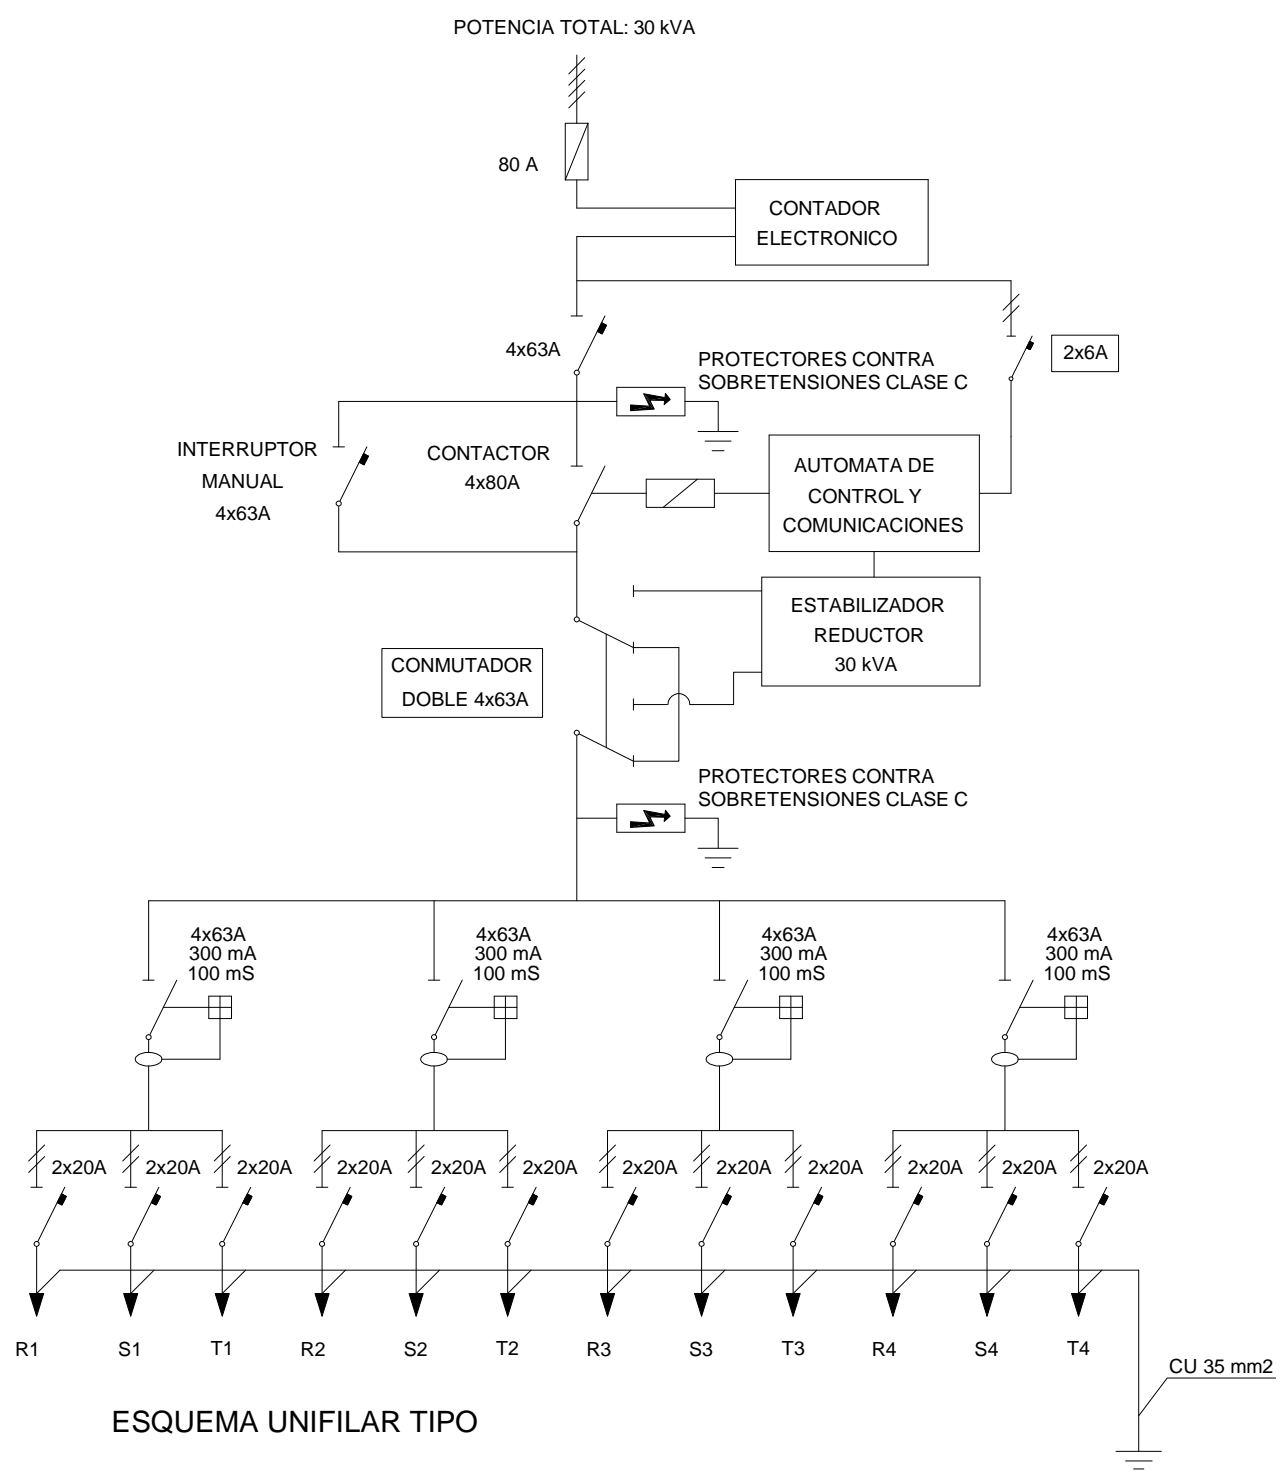 POTENCIA TOTAL: 30 kVA
80 A
CONTADOR
ELECTRONICO
4x63A
PROTECTORES CONTRA
SOBRETENSIONES CLASE C
2x6A
INTERRUPTOR
MANUAL
4x63A
CONTACTOR
4x80A
AUTOMATA DE
CONTROL Y
COMUNICACIONES
ESTABILIZADOR
REDUCTOR
30 kVA
CONMUTADOR
DOBLE 4x63A
PROTECTORES CONTRA
SOBRETENSIONES CLASE C
4x63A
300 mA
100 mS
4x63A
300 mA
100 mS
4x63A
300 mA
100 mS
4x63A
300 mA
100 mS
2x20A
2x20A
2x20A
2x20A
2x20A
2x20A
2x20A
2x20A
2x20A
2x20A
2x20A
2x20A
R1
S1
T1
R2
S2
T2
R3
S3
T3
R4
S4
T4
CU 35 mm2
ESQUEMA UNIFILAR TIPO